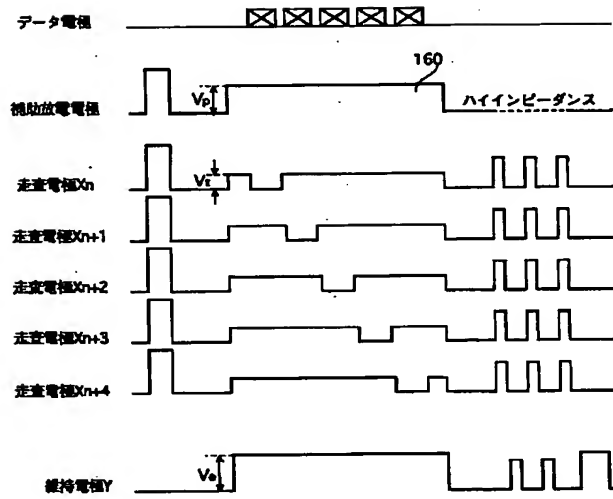 データ電極
160
補助放電電極
Vp
ハイインピーダンス
走査電極Xn
走査電極Xn+1
走査電極Xn+2
走査電極Xn+3
走査電極Xn+4
維持電極Y